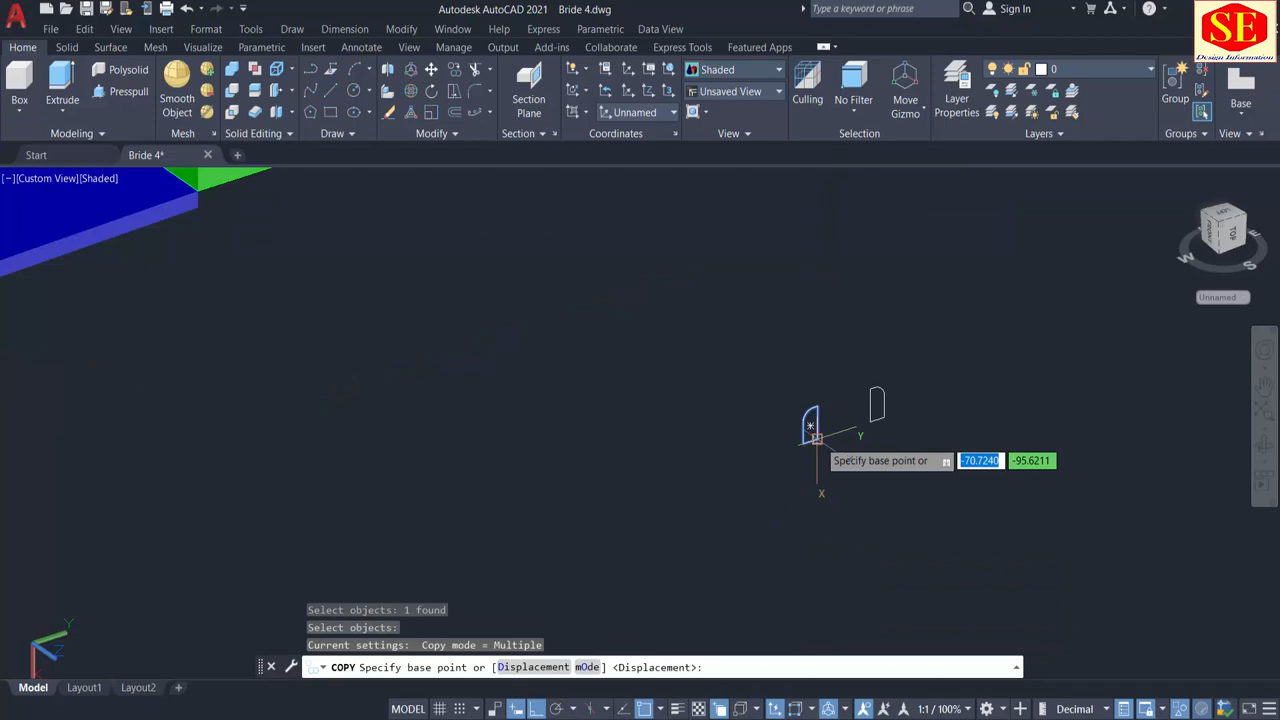 Autodesk AutoCAD 2021 Bride 4.dwg
Type a keyword or phrase
Sign In
SE
Design Information
File Edit View Insert Format Tools Draw Dimension Modify Window Help Express Parametric Data View
Home Solid Surface Mesh Visualize Parametric Insert Annotate View Manage Output Add-ins Collaborate Express Tools Featured Apps
Polysolid
Presspull
Box
Extrude
Smooth
Object
Section
Plane
Shaded
Unsaved View
Unnamed
Culling
No Filter
Move
Gizmo
Layer
Properties
0
Group
Base
Modeling
Mesh
Solid Editing
Draw
Modify
Section
Coordinates
View
Selection
Layers
Groups
View
Start
Bride 4*
[−][Custom View][Shaded]
TOP
FRONT
LEFT
W
S
E
Unnamed
Y
X
Specify base point or
-70.7240
-95.6211
Select objects: 1 found
Select objects:
Current settings: Copy mode = Multiple
COPY Specify base point or [Displacement mOde] <Displacement>:
Y
Z
Model Layout1 Layout2
MODEL
1:1 / 100%
Decimal